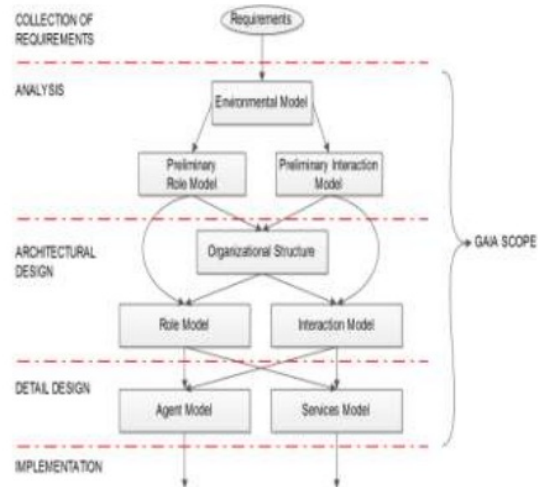 COLLECTION OF
REQUIREMENTS
Requirements
ANALYSIS
Environmental Model
Preliminary
Role Model
Preliminary Interaction
Model
ARCHITECTURAL
DESIGN
Organizational Structure
GAIA SCOPE
Role Model
Interaction Model
DETAIL DESIGN
Agent Model
Services Model
IMPLEMENTATION